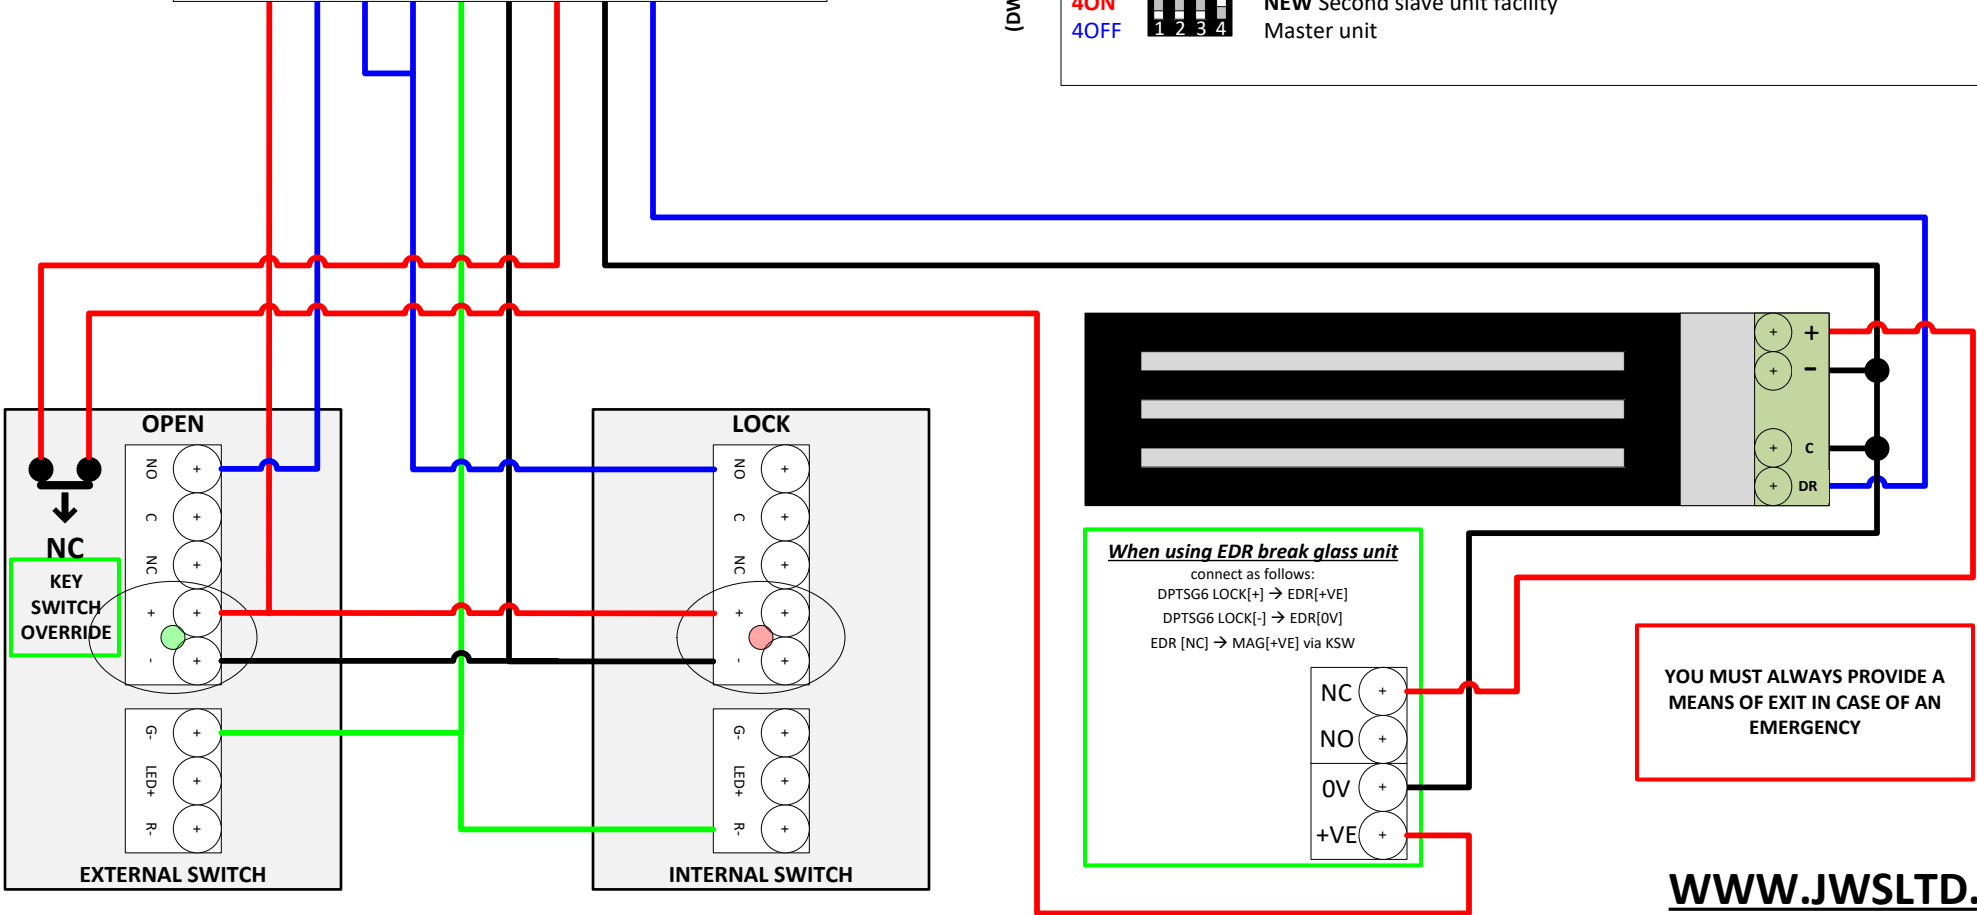 (DW
4ON
NEW Second slave unit facility
4OFF
1 2 3 4
Master unit
OPEN
NO
C
NC
+
-
G-
LED+
R-
NC
KEY
SWITCH
OVERRIDE
EXTERNAL SWITCH
LOCK
NO
C
NC
+
-
G-
LED+
R-
INTERNAL SWITCH
+
-
C
DR
When using EDR break glass unit
connect as follows:
DPTSG6 LOCK[+] → EDR[+VE]
DPTSG6 LOCK[-] → EDR[0V]
EDR [NC] → MAG[+VE] via KSW
NC
NO
0V
+VE
YOU MUST ALWAYS PROVIDE A
MEANS OF EXIT IN CASE OF AN
EMERGENCY
WWW.JWSLTD.